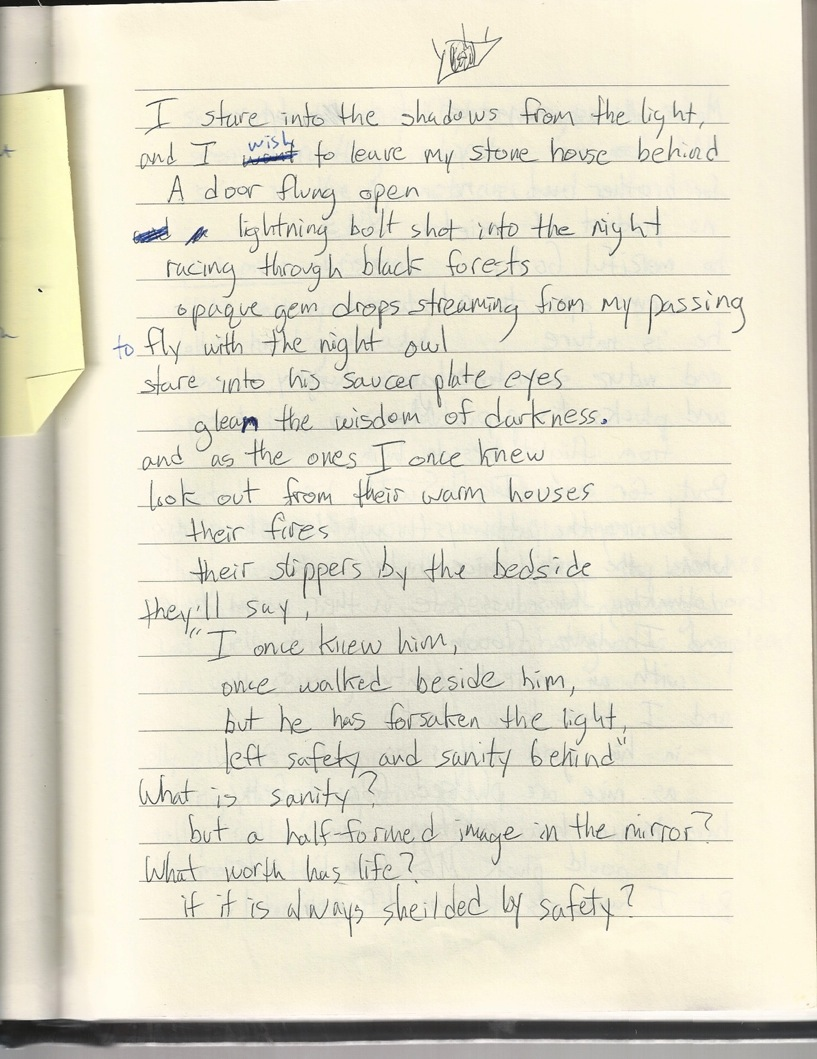 I stare into the shadows from the light,
and I wish to leave my stone house behind
A door flung open
lightning bolt shot into the night
racing through black forests
opaque gem drops streaming from my passing
to fly with the night owl
stare into his saucer plate eyes
glean the wisdom of darkness.
and as the ones I once knew
look out from their warm houses
their fires
their slippers by the bedside
they'll say,
"I once knew him,
once walked beside him,
but he has forsaken the light,
left safety and sanity behind"
What is sanity?
but a half-formed image in the mirror?
What worth has life?
if it is always sheilded by safety?